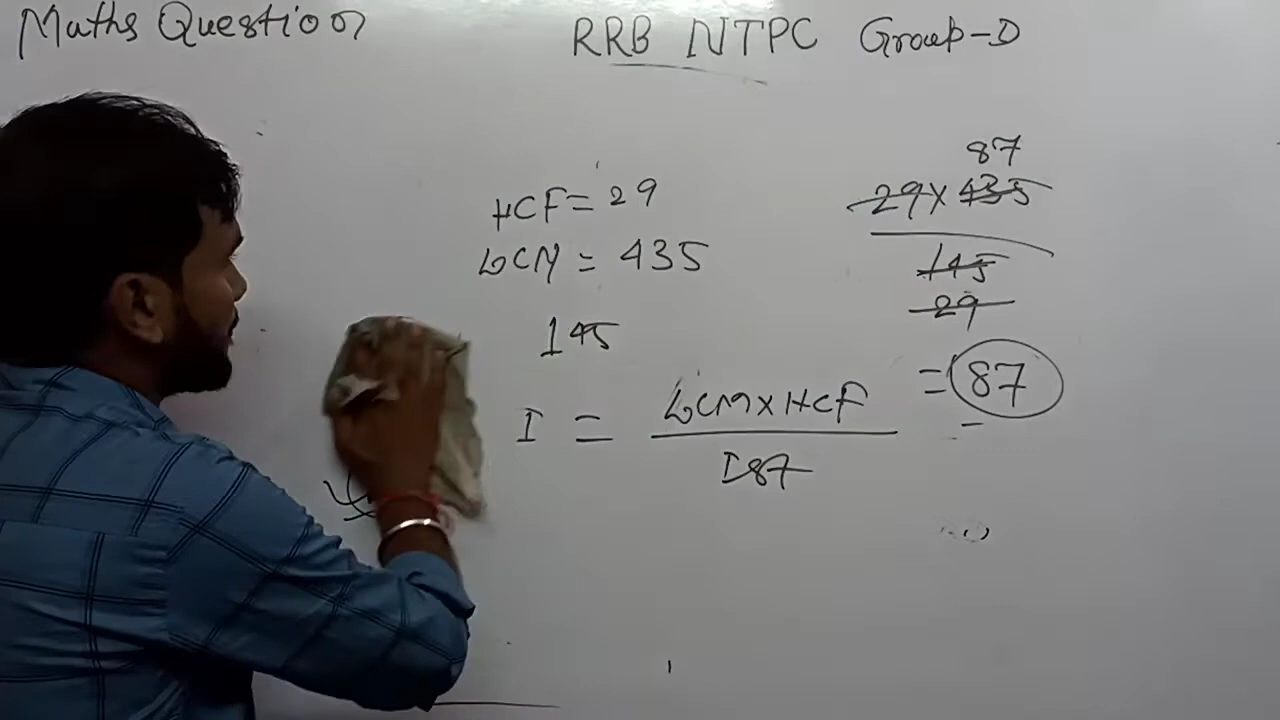 Maths Question
RRB NTPC Group-D
HCF = 29
LCM = 435
145
I = LCM x HCF
I87
87
29 x 435
145
29
= 87